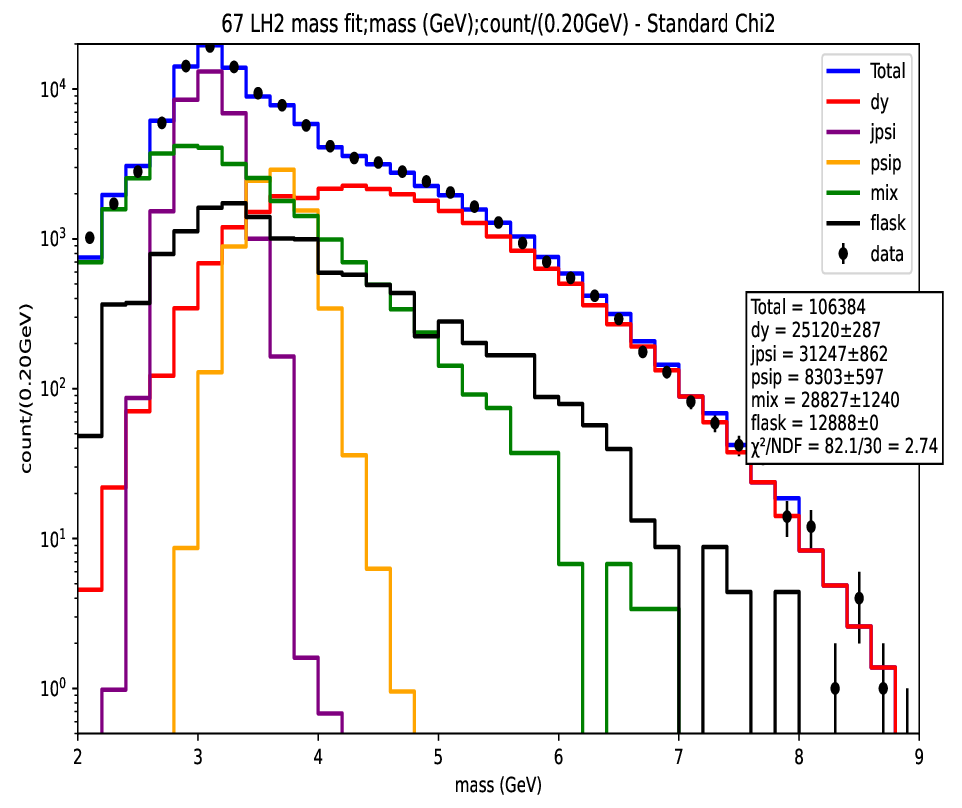 67 LH2 mass fit;mass (GeV);count/(0.20GeV) - Standard Chi2
count/(0.20GeV)
10⁴
10³
10²
10¹
10⁰
Total
dy
jpsi
psip
mix
flask
data
Total = 106384
dy = 25120±287
jpsi = 31247±862
psip = 8303±597
mix = 28827±1240
flask = 12888±0
χ²/NDF = 82.1/30 = 2.74
2 3 4 5 6 7 8 9
mass (GeV)